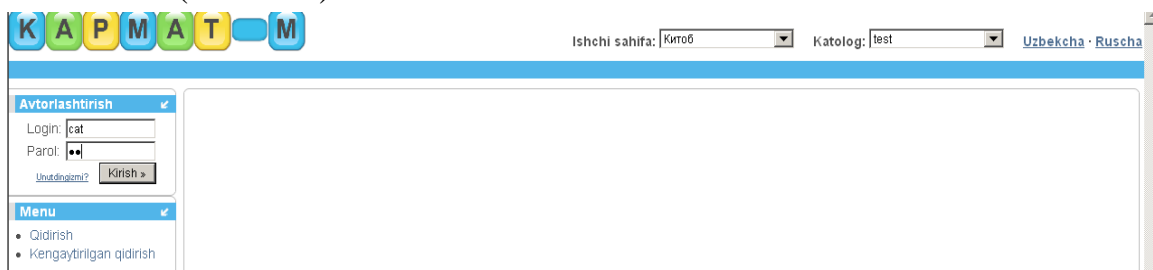 КАРМАТ-М
Ishchi sahifa: Китоб Katolog: test Uzbekcha · Ruscha
Avtorlashtirish
Login: cat
Parol: ••
Unutdingizmi? Kirish »
Menu
• Qidirish
• Kengaytirilgan qidirish